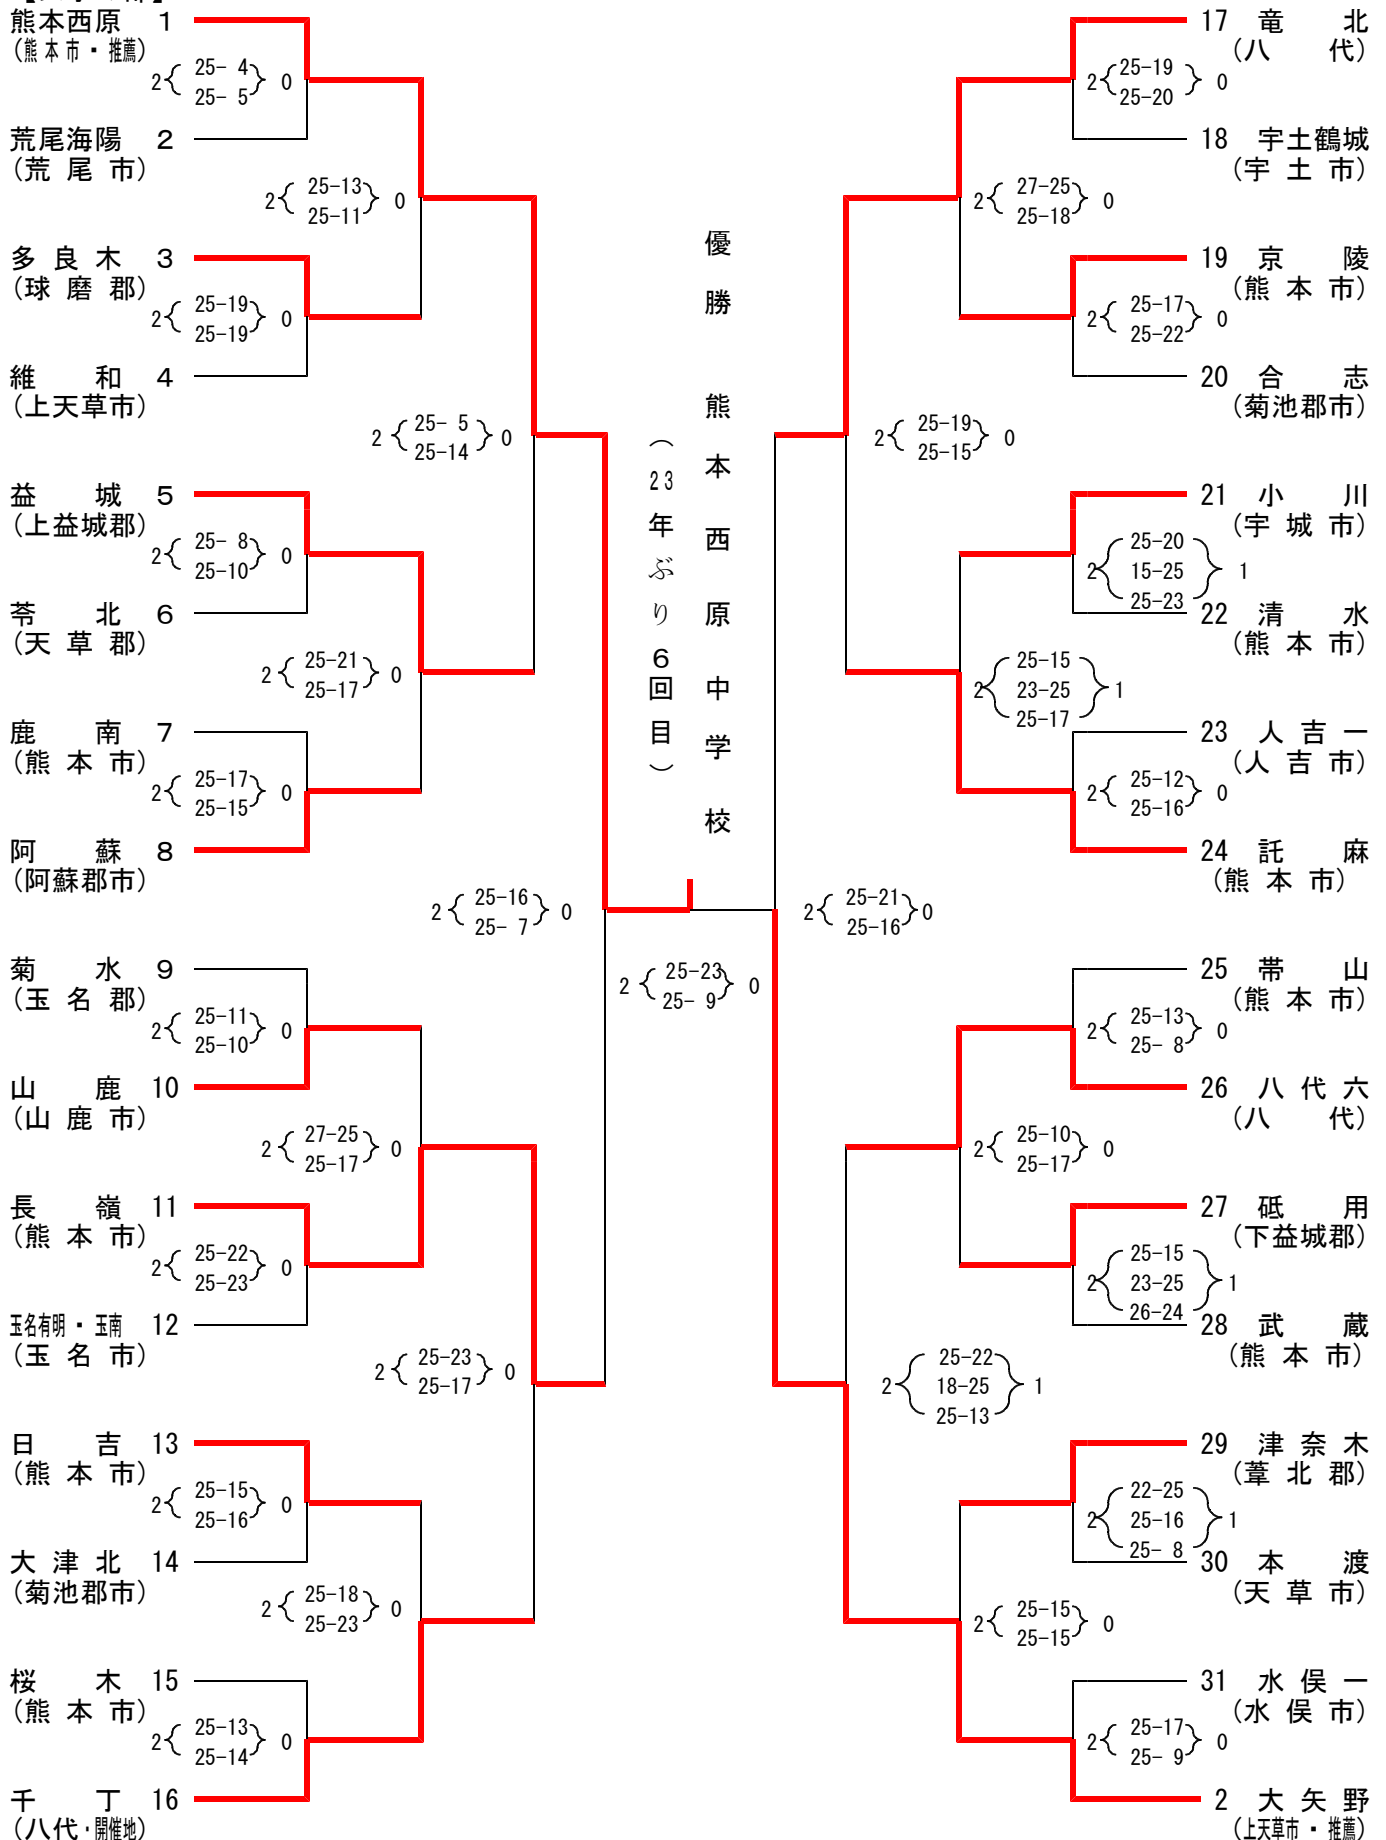 熊本西原 1
(熊本市・推薦)
2 25- 4 0
25- 5
荒尾海陽 2
(荒尾市)
2 25-13 0
25-11
多良木 3
(球磨郡)
2 25-19 0
25-19
維和 4
(上天草市)
2 25- 5 0
25-14
益城 5
(上益城郡)
2 25- 8 0
25-10
苓北 6
(天草郡)
2 25-21 0
25-17
鹿南 7
(熊本市)
2 25-17 0
25-15
阿蘇 8
(阿蘇郡市)
2 25-16 0
25- 7
菊水 9
(玉名郡)
2 25-11 0
25-10
山鹿 10
(山鹿市)
2 27-25 0
25-17
長嶺 11
(熊本市)
2 25-22 0
25-23
玉名有明・玉南 12
(玉名市)
2 25-23 0
25-17
日吉 13
(熊本市)
2 25-15 0
25-16
大津北 14
(菊池郡市)
2 25-18 0
25-23
桜木 15
(熊本市)
2 25-13 0
25-14
千丁 16
(八代・開催地)
優勝 熊本西原中学校
(23年ぶり6回目)
2 25-23 0
25- 9
17 竜北
(八代)
2 25-19 0
25-20
18 宇土鶴城
(宇土市)
2 27-25 0
25-18
19 京陵
(熊本市)
2 25-17 0
25-22
20 合志
(菊池郡市)
2 25-19 0
25-15
21 小川
(宇城市)
25-20
2 15-25 1
25-23
22 清水
(熊本市)
25-15
2 23-25 1
25-17
23 人吉一
(人吉市)
2 25-12 0
25-16
24 託麻
(熊本市)
2 25-21 0
25-16
25 帯山
(熊本市)
2 25-13 0
25- 8
26 八代六
(八代)
2 25-10 0
25-17
27 砥用
(下益城郡)
25-15
2 23-25 1
26-24
28 武蔵
(熊本市)
25-22
2 18-25 1
25-13
29 津奈木
(葦北郡)
22-25
2 25-16 1
25- 8
30 本渡
(天草市)
2 25-15 0
25-15
31 水俣一
(水俣市)
2 25-17 0
25- 9
2 大矢野
(上天草市・推薦)